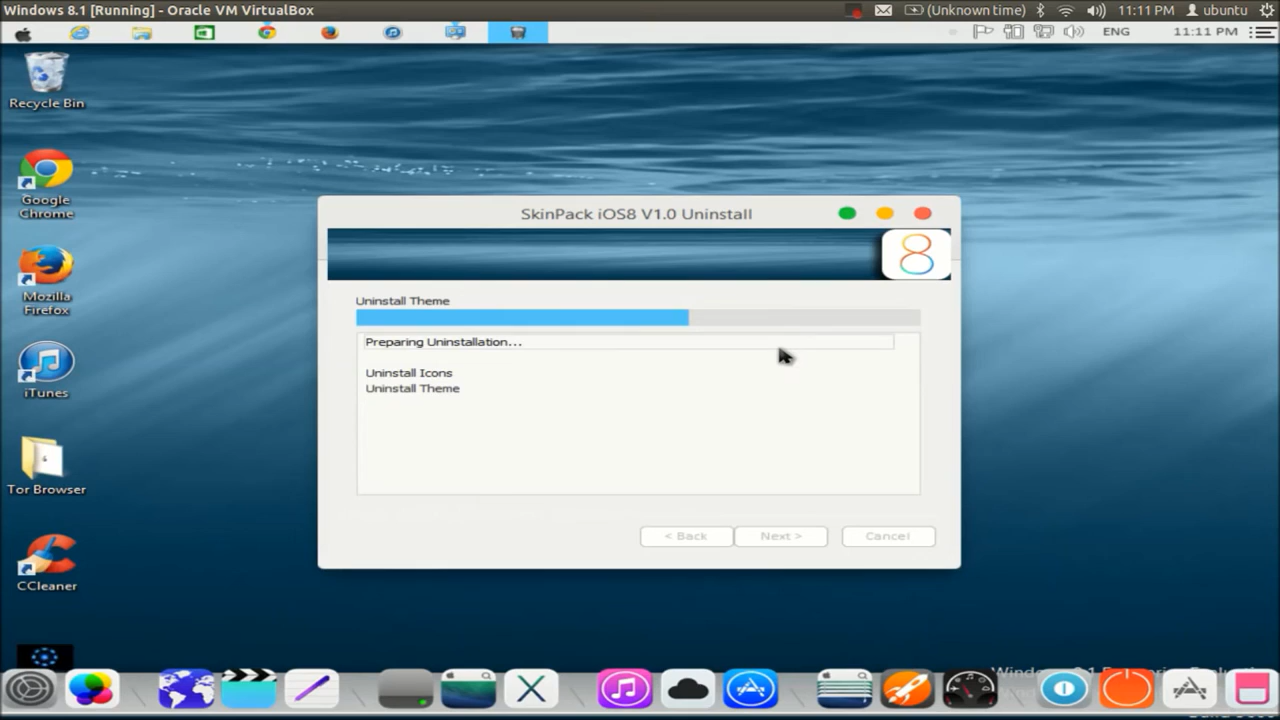 Windows 8.1 [Running] - Oracle VM VirtualBox
(Unknown time)
11:11 PM
ubuntu
ENG
11:11 PM
Recycle Bin
Google
Chrome
Mozilla
Firefox
iTunes
Tor Browser
CCleaner
SkinPack iOS8 V1.0 Uninstall
8
Uninstall Theme
Preparing Uninstallation...
Uninstall Icons
Uninstall Theme
< Back
Next >
Cancel